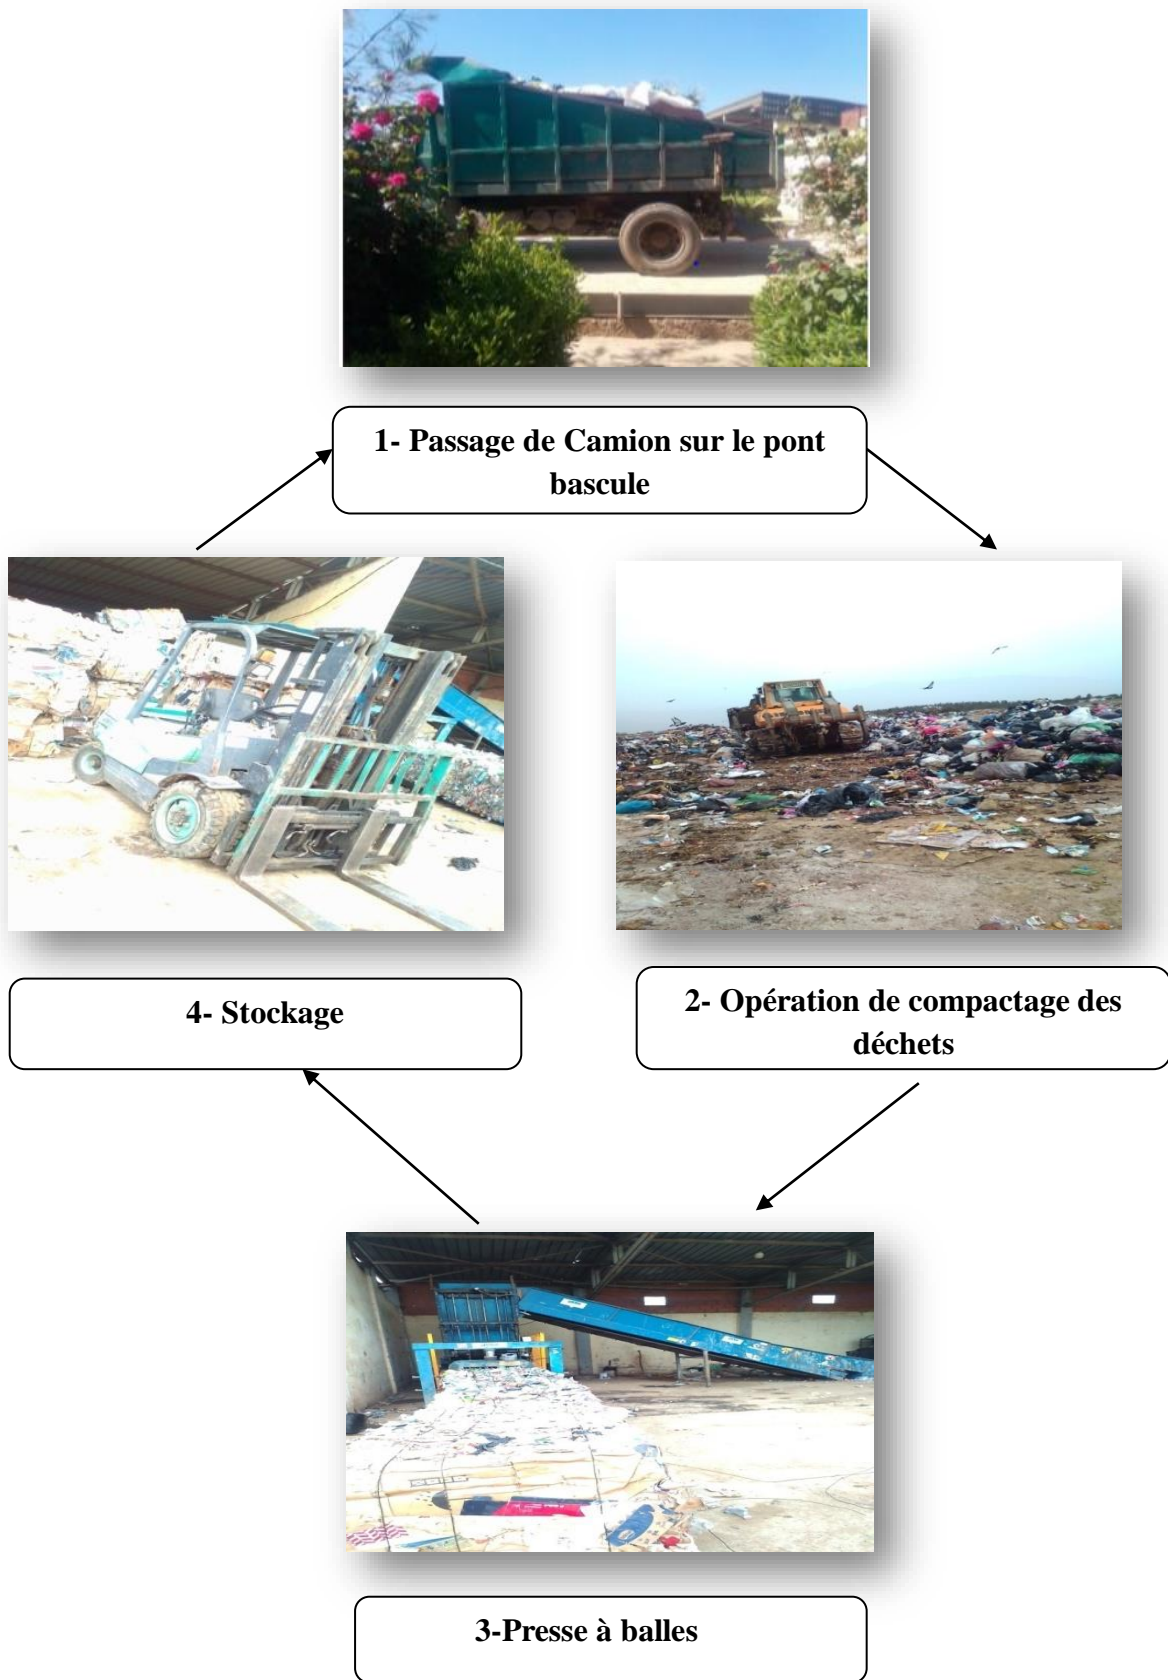 1- Passage de Camion sur le pont
bascule
4- Stockage
2- Opération de compactage des
déchets
3-Presse à balles